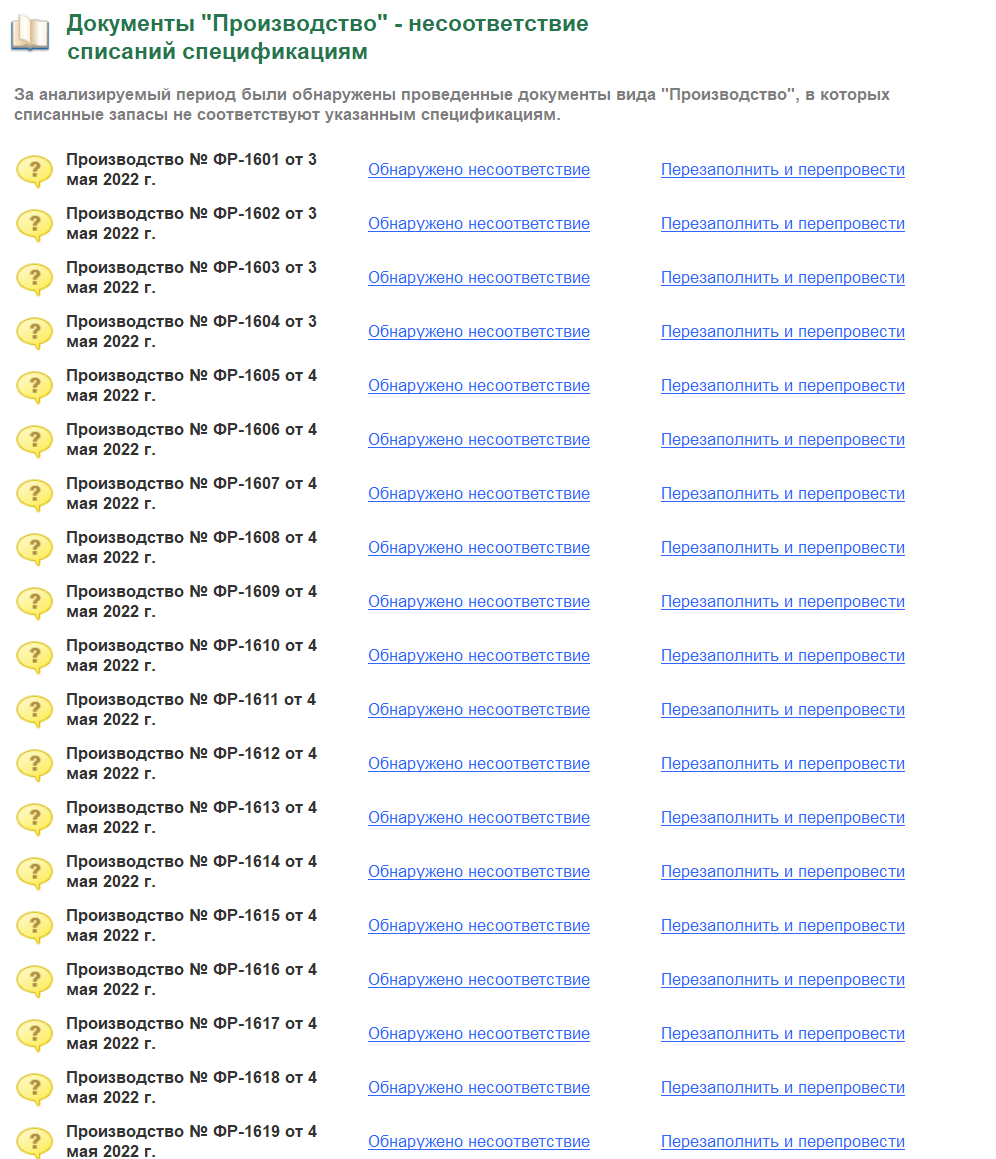 Документы "Производство" - несоответствие
списаний спецификациям
За анализируемый период были обнаружены проведенные документы вида "Производство", в которых
списанные запасы не соответствуют указанным спецификациям.
Производство № ФР-1601 от 3
мая 2022 г.
Обнаружено несоответствие
Перезаполнить и перепровести
Производство № ФР-1602 от 3
мая 2022 г.
Обнаружено несоответствие
Перезаполнить и перепровести
Производство № ФР-1603 от 3
мая 2022 г.
Обнаружено несоответствие
Перезаполнить и перепровести
Производство № ФР-1604 от 3
мая 2022 г.
Обнаружено несоответствие
Перезаполнить и перепровести
Производство № ФР-1605 от 4
мая 2022 г.
Обнаружено несоответствие
Перезаполнить и перепровести
Производство № ФР-1606 от 4
мая 2022 г.
Обнаружено несоответствие
Перезаполнить и перепровести
Производство № ФР-1607 от 4
мая 2022 г.
Обнаружено несоответствие
Перезаполнить и перепровести
Производство № ФР-1608 от 4
мая 2022 г.
Обнаружено несоответствие
Перезаполнить и перепровести
Производство № ФР-1609 от 4
мая 2022 г.
Обнаружено несоответствие
Перезаполнить и перепровести
Производство № ФР-1610 от 4
мая 2022 г.
Обнаружено несоответствие
Перезаполнить и перепровести
Производство № ФР-1611 от 4
мая 2022 г.
Обнаружено несоответствие
Перезаполнить и перепровести
Производство № ФР-1612 от 4
мая 2022 г.
Обнаружено несоответствие
Перезаполнить и перепровести
Производство № ФР-1613 от 4
мая 2022 г.
Обнаружено несоответствие
Перезаполнить и перепровести
Производство № ФР-1614 от 4
мая 2022 г.
Обнаружено несоответствие
Перезаполнить и перепровести
Производство № ФР-1615 от 4
мая 2022 г.
Обнаружено несоответствие
Перезаполнить и перепровести
Производство № ФР-1616 от 4
мая 2022 г.
Обнаружено несоответствие
Перезаполнить и перепровести
Производство № ФР-1617 от 4
мая 2022 г.
Обнаружено несоответствие
Перезаполнить и перепровести
Производство № ФР-1618 от 4
мая 2022 г.
Обнаружено несоответствие
Перезаполнить и перепровести
Производство № ФР-1619 от 4
мая 2022 г.
Обнаружено несоответствие
Перезаполнить и перепровести